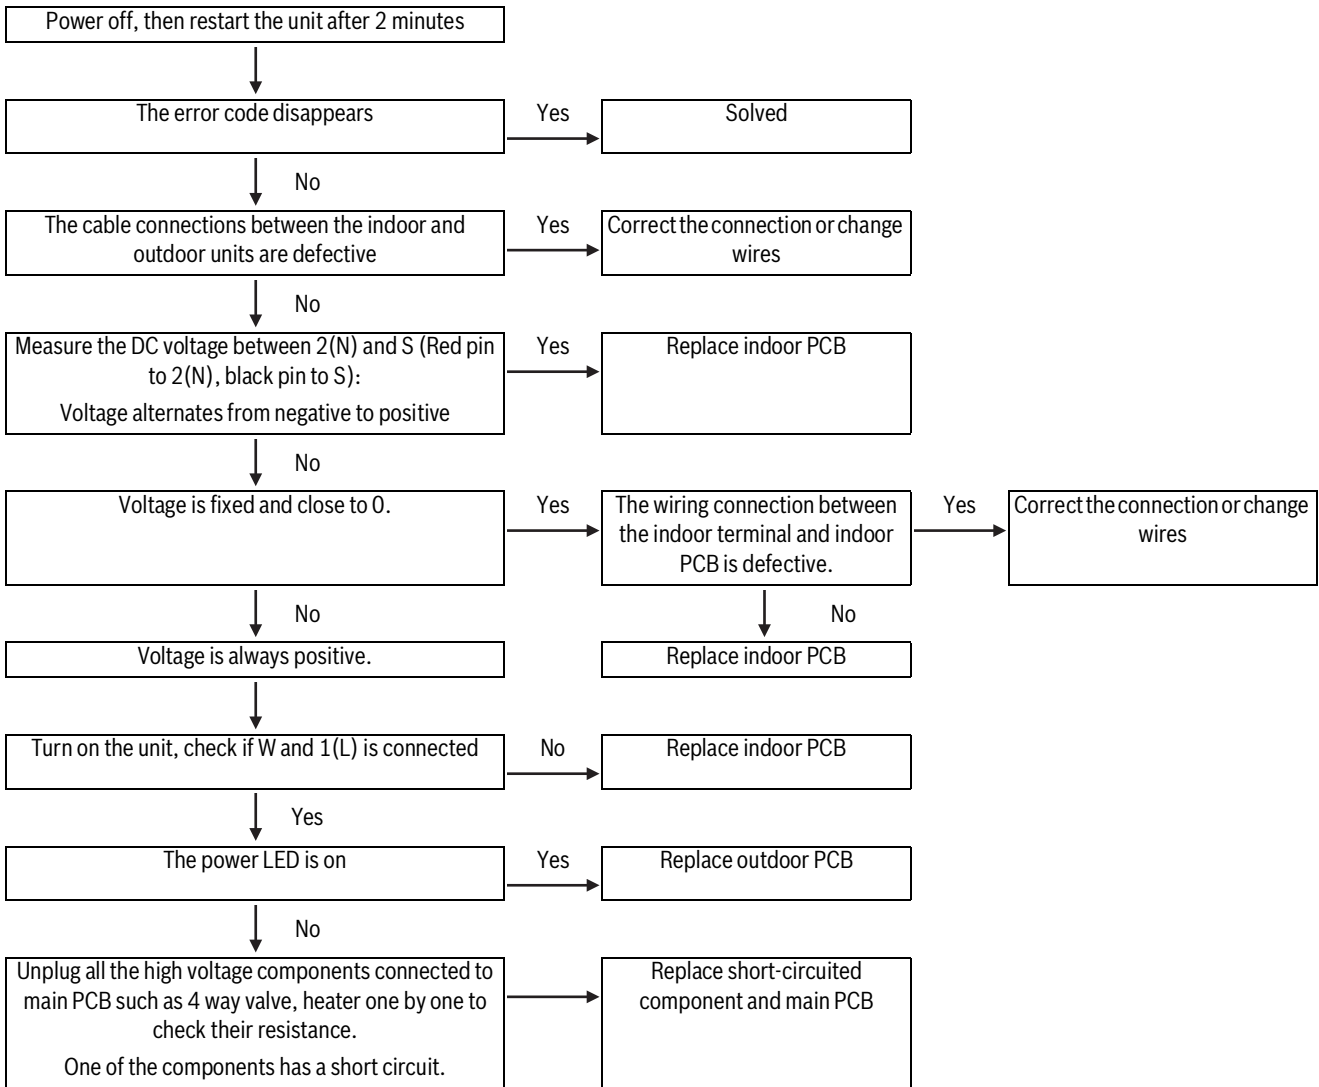 Power off, then restart the unit after 2 minutes
The error code disappears
Yes
Solved
No
The cable connections between the indoor and
outdoor units are defective
Yes
Correct the connection or change
wires
No
Measure the DC voltage between 2(N) and S (Red pin
to 2(N), black pin to S):
Voltage alternates from negative to positive
Yes
Replace indoor PCB
No
Voltage is fixed and close to 0.
Yes
The wiring connection between
the indoor terminal and indoor
PCB is defective.
Yes
Correct the connection or change
wires
No
No
Voltage is always positive.
Replace indoor PCB
Turn on the unit, check if W and 1(L) is connected
No
Replace indoor PCB
Yes
The power LED is on
Yes
Replace outdoor PCB
No
Unplug all the high voltage components connected to
main PCB such as 4 way valve, heater one by one to
check their resistance.
One of the components has a short circuit.
Replace short-circuited
component and main PCB